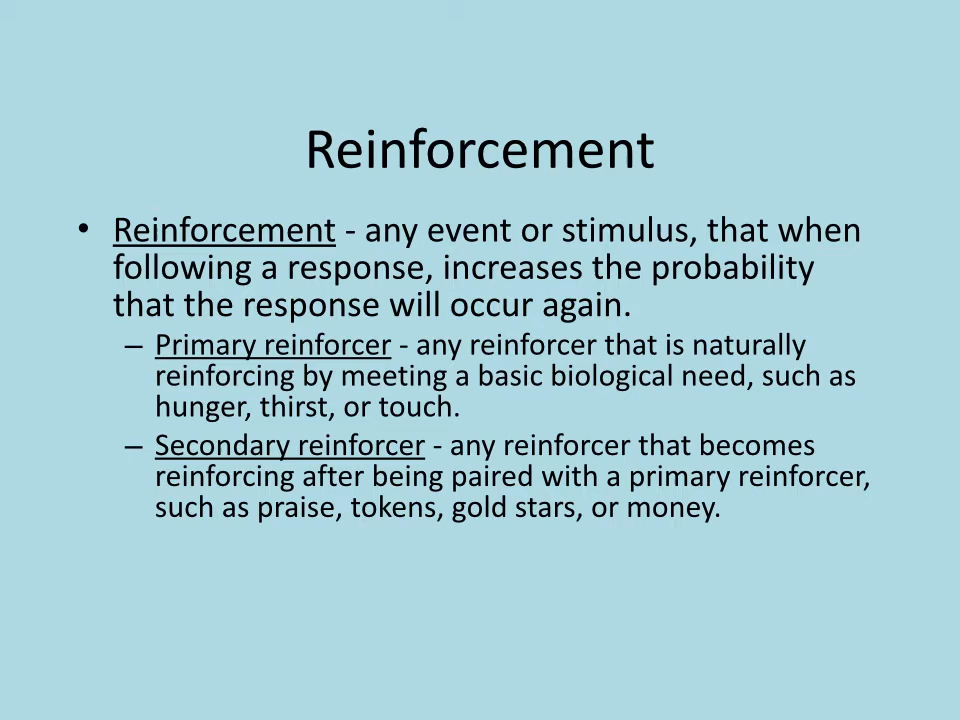 Reinforcement
• Reinforcement - any event or stimulus, that when
following a response, increases the probability
that the response will occur again.
– Primary reinforcer - any reinforcer that is naturally
reinforcing by meeting a basic biological need, such as
hunger, thirst, or touch.
– Secondary reinforcer - any reinforcer that becomes
reinforcing after being paired with a primary reinforcer,
such as praise, tokens, gold stars, or money.